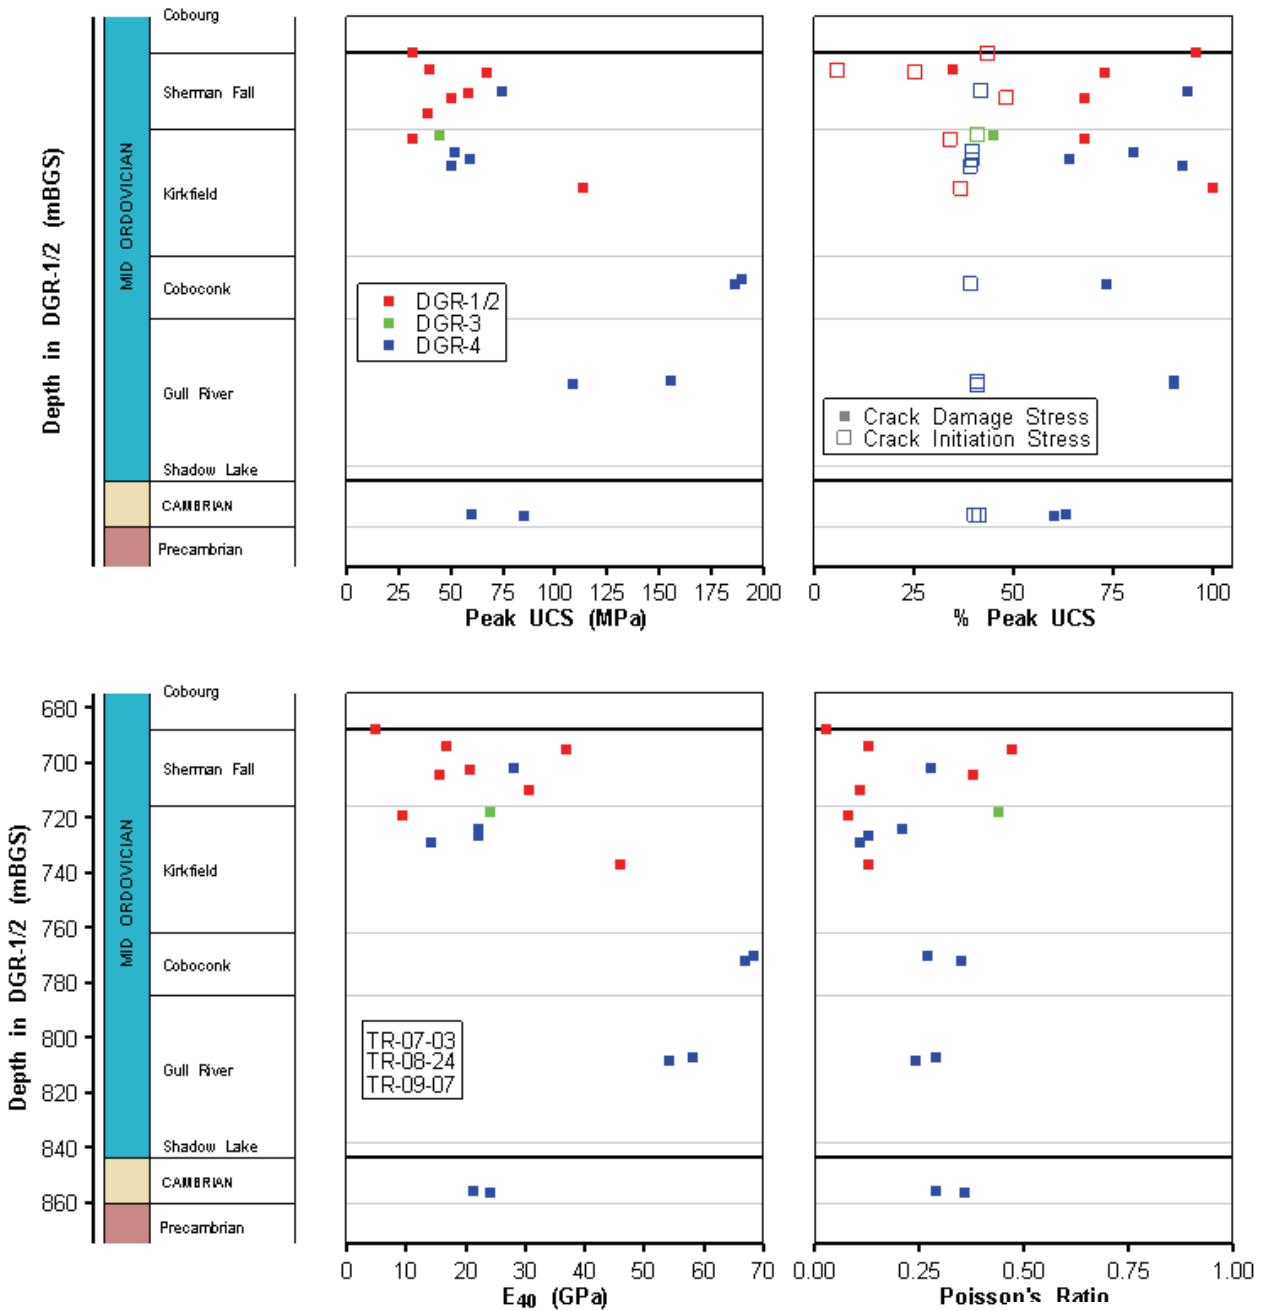 Cobourg
Sherman Fall
Kirkfield
Coboconk
Gull River
Shadow Lake
CAMBRIAN
Precambrian
MID ORDOVICIAN
Depth in DGR-1/2 (mBGS)
DGR-1/2
DGR-3
DGR-4
0 25 50 75 100 125 150 175 200
Peak UCS (MPa)
Crack Damage Stress
Crack Initiation Stress
0 25 50 75 100
% Peak UCS
Cobourg
Sherman Fall
Kirkfield
Coboconk
Gull River
Shadow Lake
CAMBRIAN
Precambrian
MID ORDOVICIAN
Depth in DGR-1/2 (mBGS)
680
700
720
740
760
780
800
820
840
860
TR-07-03
TR-08-24
TR-09-07
0 10 20 30 40 50 60 70
E40 (GPa)
0.00 0.25 0.50 0.75 1.00
Poisson's Ratio